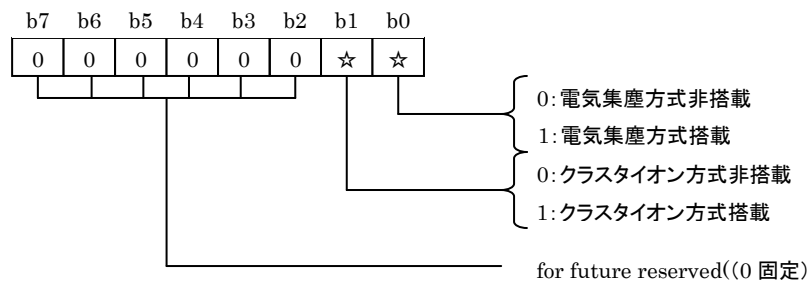 b7 b6 b5 b4 b3 b2 b1 b0
0 0 0 0 0 0 ☆ ☆
0:電気集塵方式非搭載
1:電気集塵方式搭載
0:クラスタイオン方式非搭載
1:クラスタイオン方式搭載
for future reserved((0 固定)